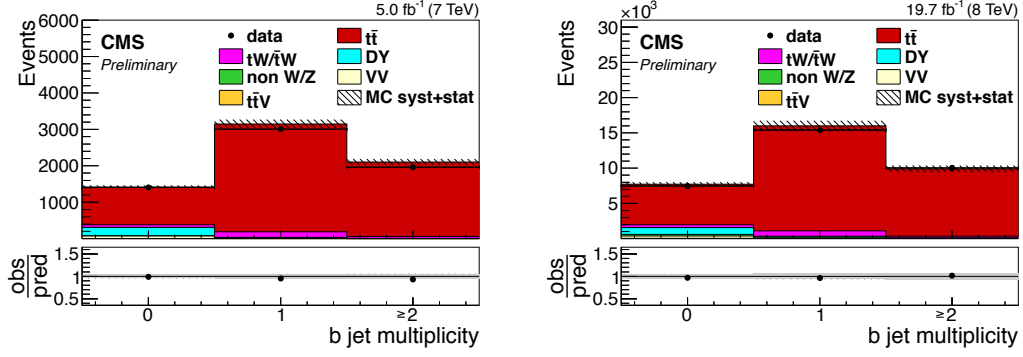 5.0 fb⁻¹ (7 TeV)
Events
6000
5000
4000
3000
2000
1000
CMS
Preliminary
data
tt̄
tW/t̄W
DY
non W/Z
VV
tt̄V
MC syst+stat
obs
pred
1.5
1
0.5
0
1
≥2
b jet multiplicity
19.7 fb⁻¹ (8 TeV)
×10³
Events
30
25
20
15
10
5
CMS
Preliminary
data
tt̄
tW/t̄W
DY
non W/Z
VV
tt̄V
MC syst+stat
obs
pred
1.5
1
0.5
0
1
≥2
b jet multiplicity